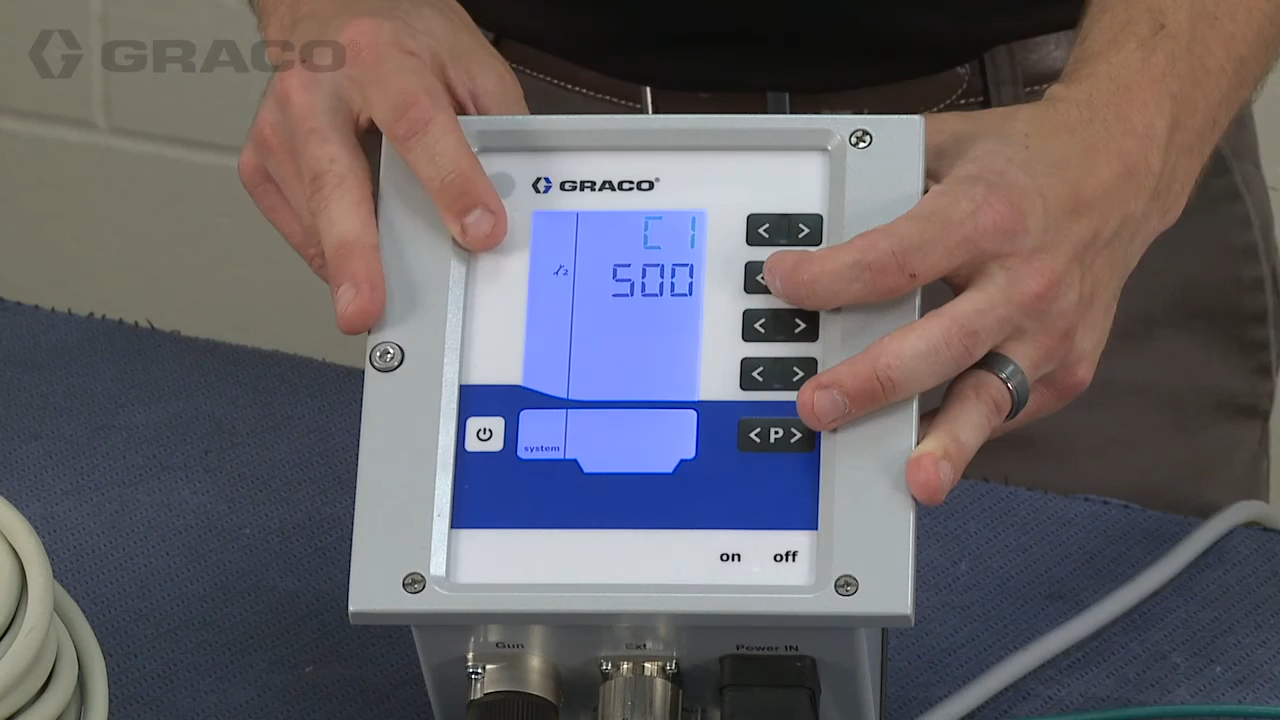 GRACO
GRACO
C1
500
< >
<
< >
< >
< P >
system
on off
Gun Ext Power IN